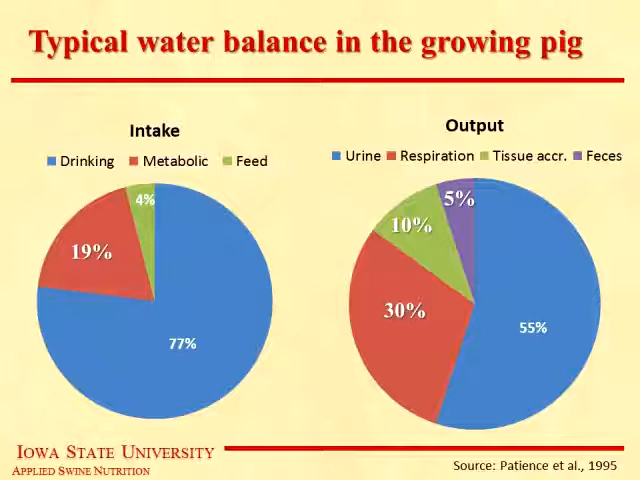 Typical water balance in the growing pig
Intake
Drinking Metabolic Feed
4%
19%
77%
Output
Urine Respiration Tissue accr. Feces
5%
10%
30%
55%
IOWA STATE UNIVERSITY
APPLIED SWINE NUTRITION
Source: Patience et al., 1995